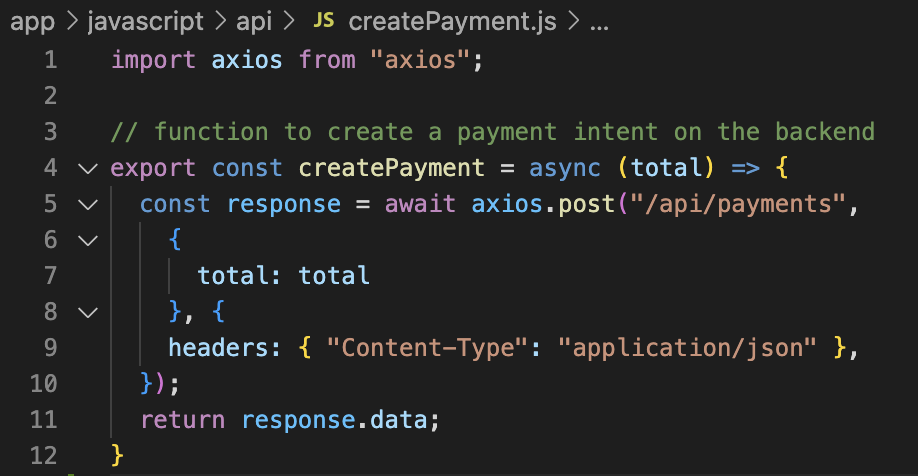 app > javascript > api > JS createPayment.js > ...
1 import axios from "axios";
2
3 // function to create a payment intent on the backend
4 export const createPayment = async (total) => {
5   const response = await axios.post("/api/payments",
6     {
7       total: total
8     }, {
9     headers: { "Content-Type": "application/json" },
10   });
11   return response.data;
12 }